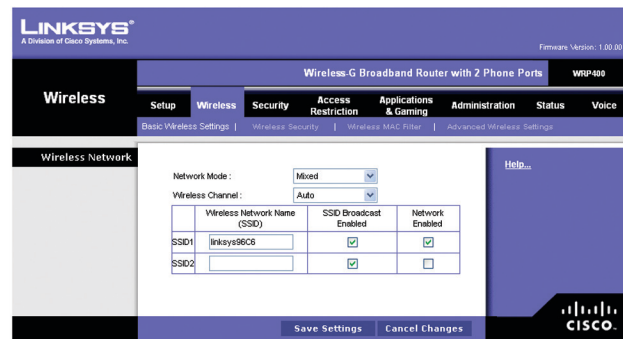 LINKSYS®
A Division of Cisco Systems, Inc.
Firmware Version: 1.00.00
Wireless-G Broadband Router with 2 Phone Ports WRP400
Wireless
Setup Wireless Security Access Restriction Applications & Gaming Administration Status Voice
Basic Wireless Settings | Wireless Security | Wireless MAC Filter | Advanced Wireless Settings
Wireless Network
Help...
Network Mode : Mixed
Wireless Channel : Auto
Wireless Network Name (SSID) SSID Broadcast Enabled Network Enabled
SSID1 linksys96C6
SSID2
Save Settings Cancel Changes
CISCO.